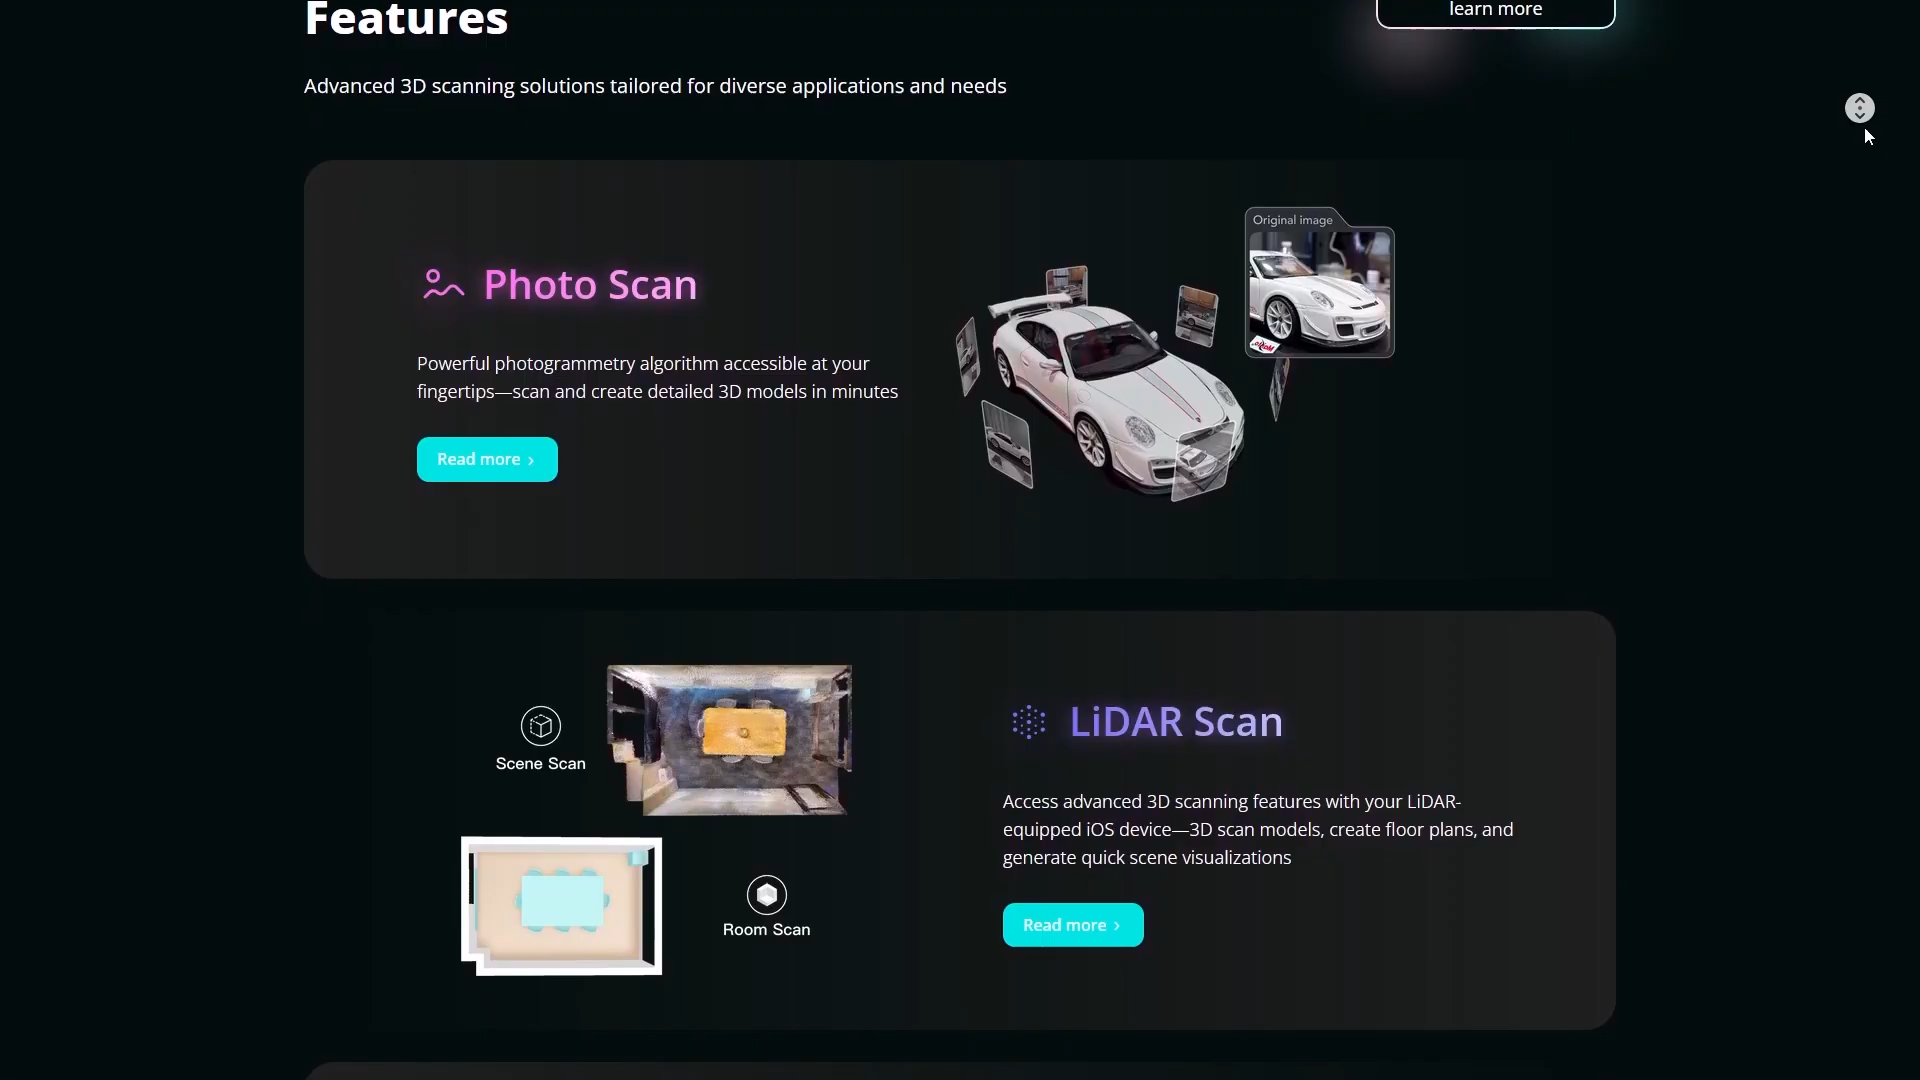 Features
learn more
Advanced 3D scanning solutions tailored for diverse applications and needs
Original image
Photo Scan
Powerful photogrammetry algorithm accessible at your
fingertips—scan and create detailed 3D models in minutes
Read more
Scene Scan
LiDAR Scan
Access advanced 3D scanning features with your LiDAR-
equipped iOS device—3D scan models, create floor plans, and
generate quick scene visualizations
Room Scan
Read more